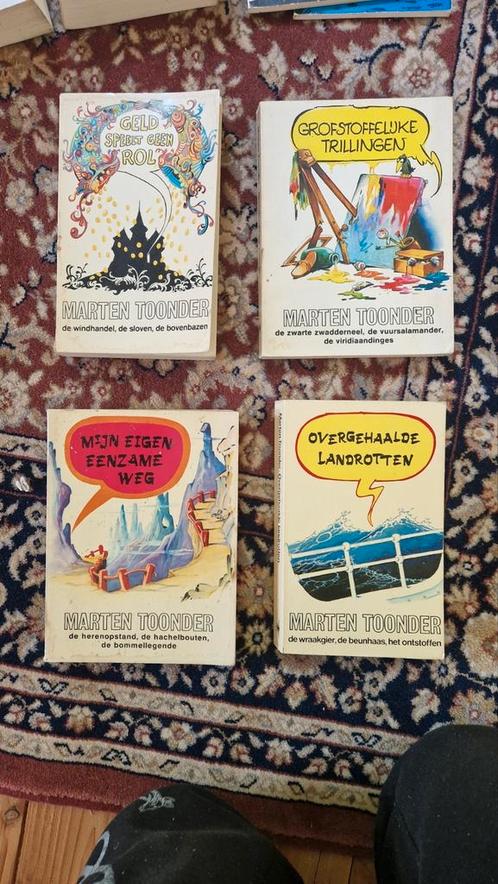 GELD
SPEELT GEEN
ROL
MARTEN TOONDER
de windhandel, de sloven, de bovenbazen
GROFSTOFFELIJKE
TRILLINGEN
MARTEN TOONDER
de zwarte zwadderneel, de vuursalamander,
de viridiaandinges
MIJN EIGEN
EENZAME
WEG
MARTEN TOONDER
de herenopstand, de hachelbouten,
de bommellegende
OVERGEHAALDE
LANDROTTEN
MARTEN TOONDER
de wraakgier, de beunhaas, het ontstoffen